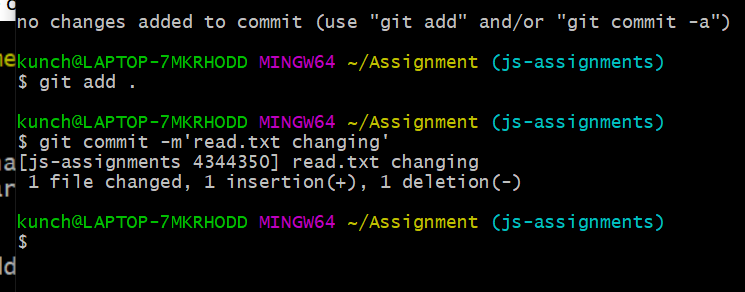 no changes added to commit (use "git add" and/or "git commit -a")
kunch@LAPTOP-7MKRHODD MINGW64 ~/Assignment (js-assignments)
$ git add .
kunch@LAPTOP-7MKRHODD MINGW64 ~/Assignment (js-assignments)
$ git commit -m'read.txt changing'
[js-assignments 4344350] read.txt changing
 1 file changed, 1 insertion(+), 1 deletion(-)
kunch@LAPTOP-7MKRHODD MINGW64 ~/Assignment (js-assignments)
$